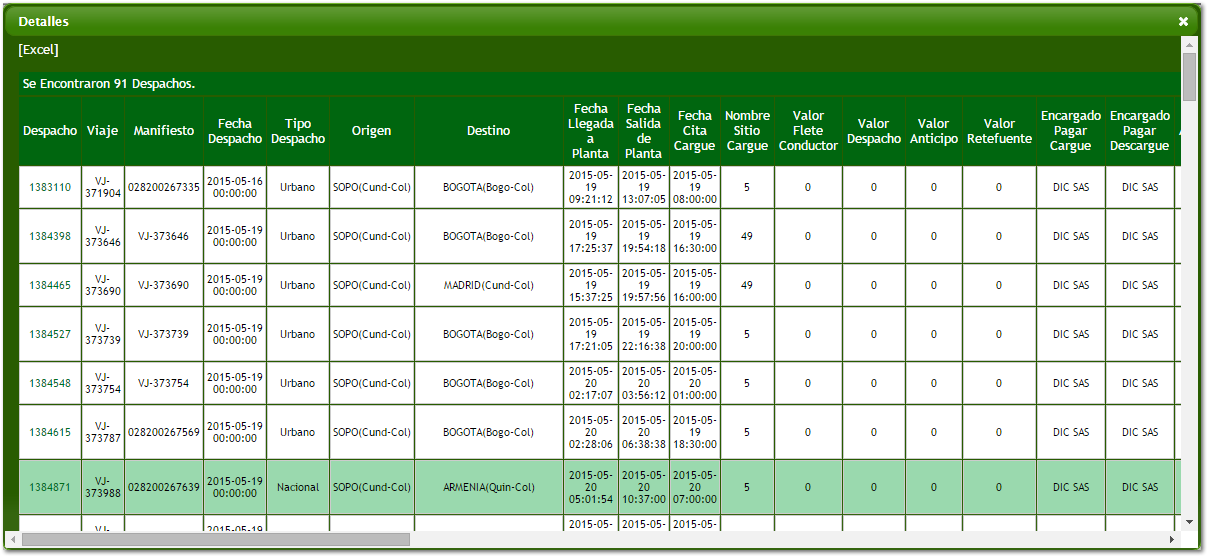 Detalles
[Excel]
Se Encontraron 91 Despachos.
Despacho Viaje Manifiesto Fecha Despacho Tipo Despacho Origen Destino Fecha Llegada a Planta Fecha Salida de Planta Fecha Cita Cargue Nombre Sitio Cargue Valor Flete Conductor Valor Despacho Valor Anticipo Valor Retefuente Encargado Pagar Cargue Encargado Pagar Descargue
1383110 VJ-371904 028200267335 2015-05-16 00:00:00 Urbano SOPO(Cund-Col) BOGOTA(Bogo-Col) 2015-05-19 09:21:12 2015-05-19 13:07:05 2015-05-19 08:00:00 5 0 0 0 0 DIC SAS DIC SAS
1384398 VJ-373646 VJ-373646 2015-05-19 00:00:00 Urbano SOPO(Cund-Col) BOGOTA(Bogo-Col) 2015-05-19 17:25:37 2015-05-19 19:54:18 2015-05-19 16:30:00 49 0 0 0 0 DIC SAS DIC SAS
1384465 VJ-373690 VJ-373690 2015-05-19 00:00:00 Urbano SOPO(Cund-Col) MADRID(Cund-Col) 2015-05-19 15:37:25 2015-05-19 19:57:56 2015-05-19 16:00:00 49 0 0 0 0 DIC SAS DIC SAS
1384527 VJ-373739 VJ-373739 2015-05-19 00:00:00 Urbano SOPO(Cund-Col) BOGOTA(Bogo-Col) 2015-05-19 17:21:05 2015-05-19 22:16:38 2015-05-19 20:00:00 5 0 0 0 0 DIC SAS DIC SAS
1384548 VJ-373754 VJ-373754 2015-05-19 00:00:00 Urbano SOPO(Cund-Col) BOGOTA(Bogo-Col) 2015-05-20 02:17:07 2015-05-20 03:56:12 2015-05-20 01:00:00 5 0 0 0 0 DIC SAS DIC SAS
1384615 VJ-373787 028200267569 2015-05-19 00:00:00 Urbano SOPO(Cund-Col) BOGOTA(Bogo-Col) 2015-05-20 02:28:06 2015-05-20 06:38:38 2015-05-19 18:30:00 5 0 0 0 0 DIC SAS DIC SAS
1384871 VJ-373988 028200267639 2015-05-19 00:00:00 Nacional SOPO(Cund-Col) ARMENIA(Quin-Col) 2015-05-20 05:01:54 2015-05-20 10:37:00 2015-05-20 07:00:00 5 0 0 0 0 DIC SAS DIC SAS
VJ- 2015-05-19 2015-05- 2015-05- 2015-05-